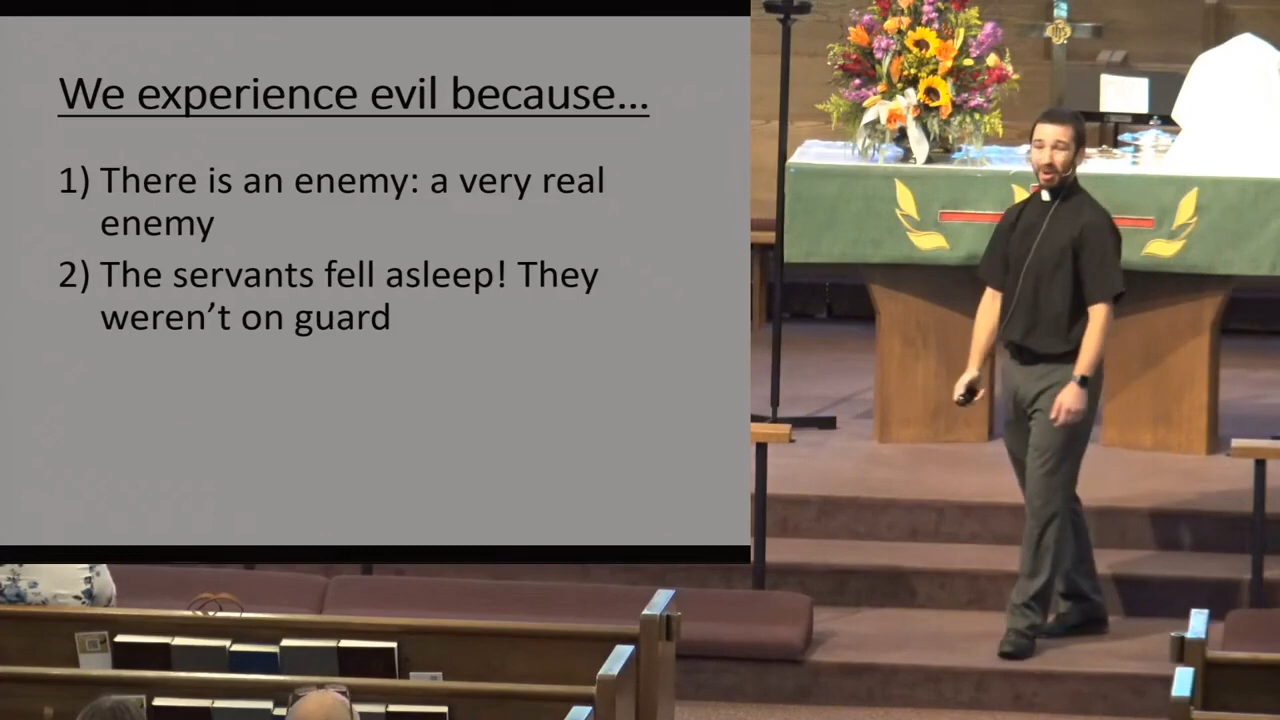 We experience evil because...
1) There is an enemy: a very real
enemy
2) The servants fell asleep! They
weren't on guard
IHS